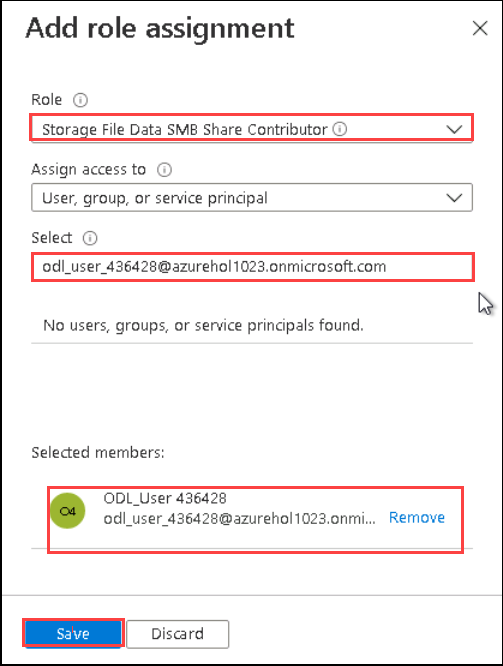 Add role assignment
Role
Storage File Data SMB Share Contributor
Assign access to
User, group, or service principal
Select
odl_user_436428@azurehol1023.onmicrosoft.com
No users, groups, or service principals found.
Selected members:
O4
ODL_User 436428
odl_user_436428@azurehol1023.onmi... Remove
Save Discard